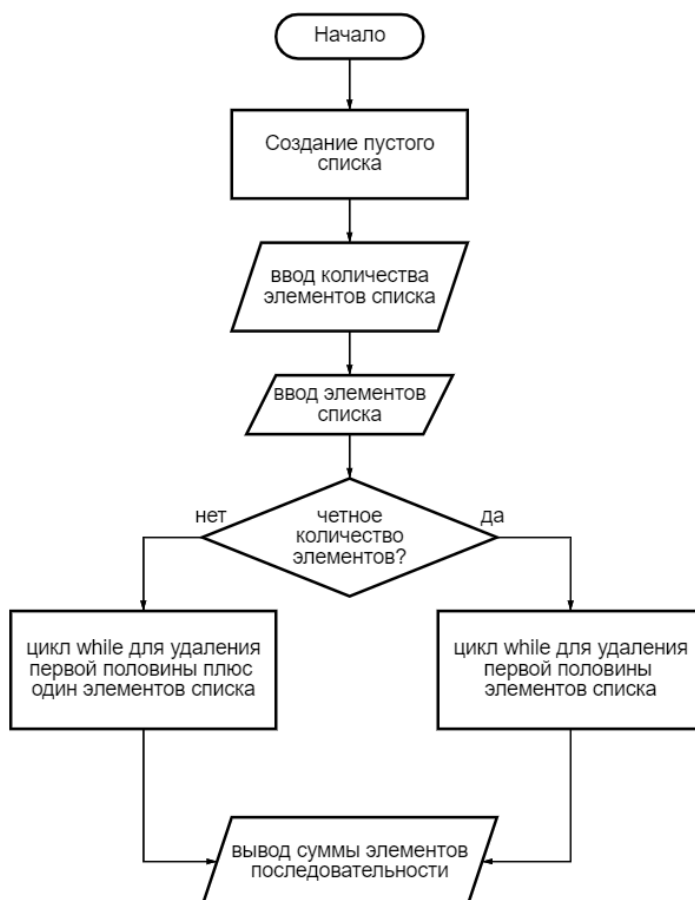 Начало
Создание пустого
списка
ввод количества
элементов списка
ввод элементов
списка
нет
четное
количество
элементов?
да
цикл while для удаления
первой половины плюс
один элементов списка
цикл while для удаления
первой половины
элементов списка
вывод суммы элементов
последовательности